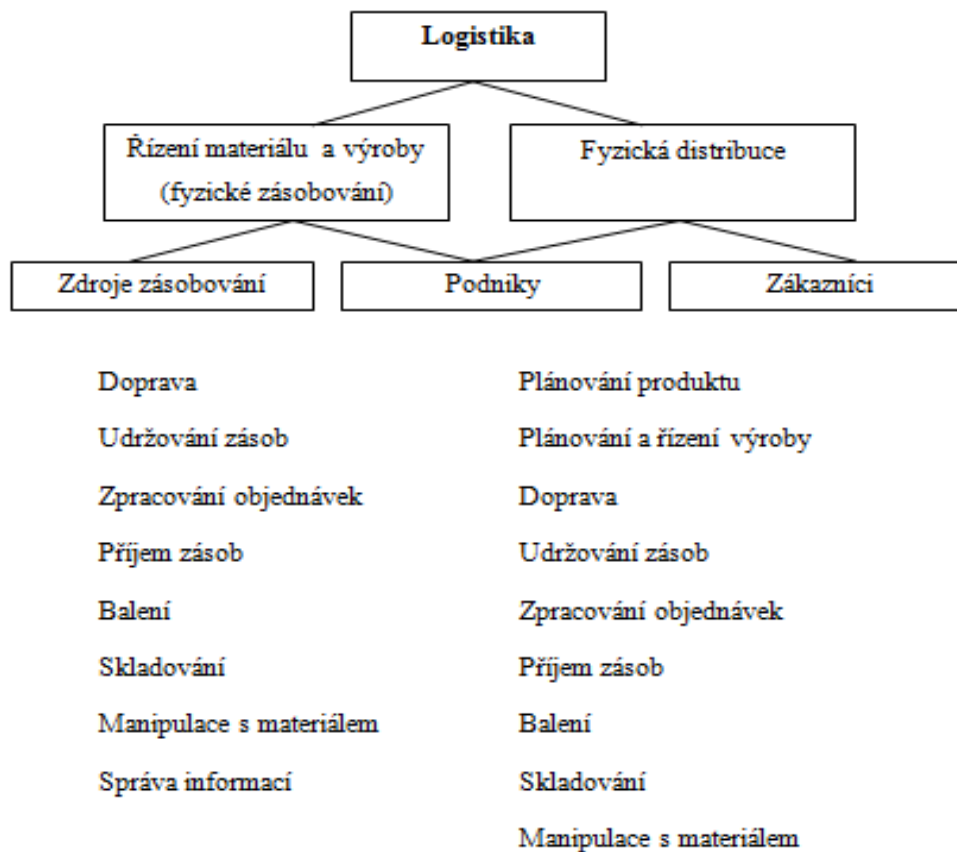 Logistika
Řízení materiálu a výroby
(fyzické zásobování)
Fyzická distribuce
Zdroje zásobování
Podniky
Zákazníci
Doprava
Udržování zásob
Zpracování objednávek
Příjem zásob
Balení
Skladování
Manipulace s materiálem
Správa informací
Plánování produktu
Plánování a řízení výroby
Doprava
Udržování zásob
Zpracování objednávek
Příjem zásob
Balení
Skladování
Manipulace s materiálem